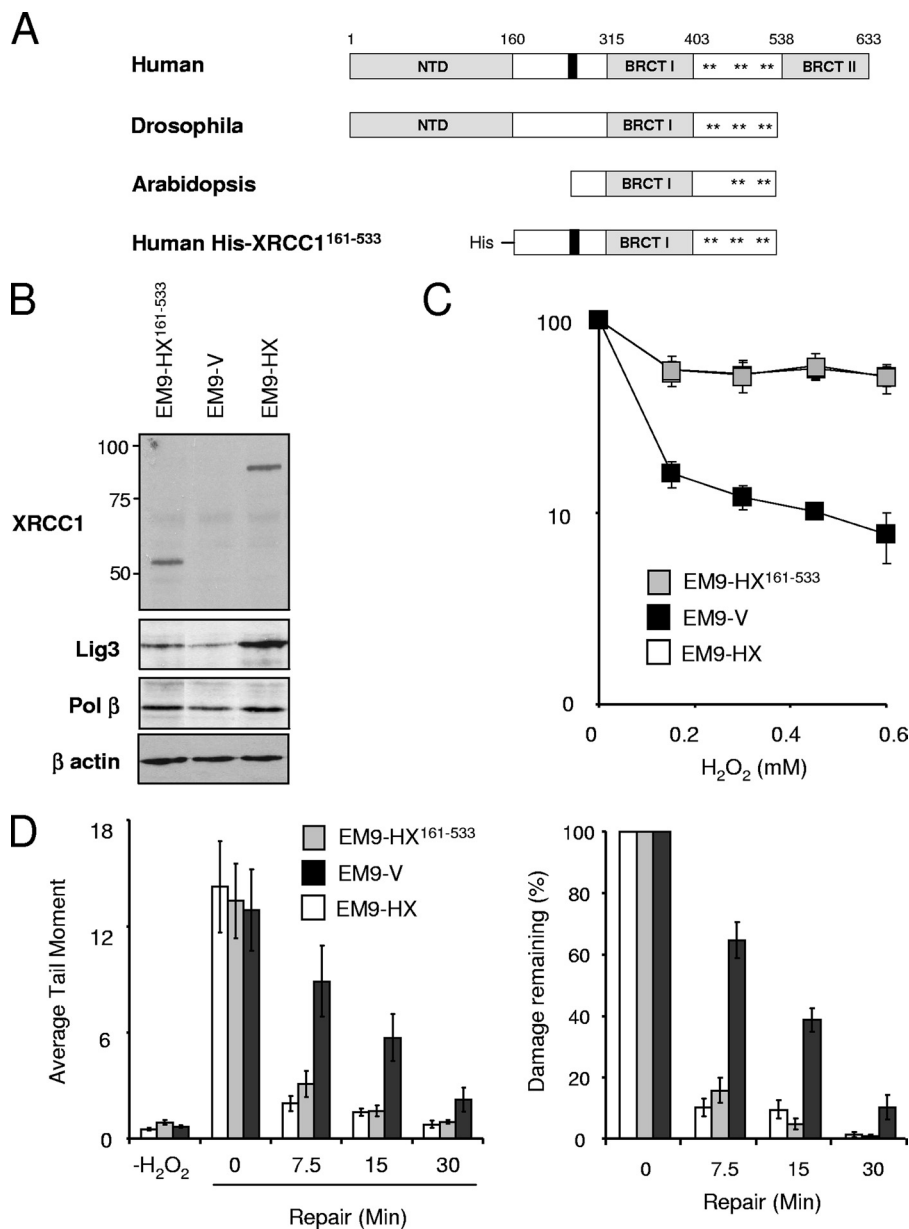 A
1 160 315 403 538 633
Human NTD BRCT I ** ** ** BRCT II
Drosophila NTD BRCT I ** ** **
Arabidopsis BRCT I ** **
Human His-XRCC1161-533 His BRCT I ** ** **
B
EM9-HX161-533
EM9-V
EM9-HX
100
75
XRCC1
50
Lig3
Pol β
β actin
C
100
10
0
EM9-HX161-533
EM9-V
EM9-HX
0 0.2 0.4 0.6
H2O2 (mM)
D
Average Tail Moment
18
12
6
0
EM9-HX161-533
EM9-V
EM9-HX
-H2O2 0 7.5 15 30
Repair (Min)
Damage remaining (%)
100
80
60
40
20
0
0 7.5 15 30
Repair (Min)